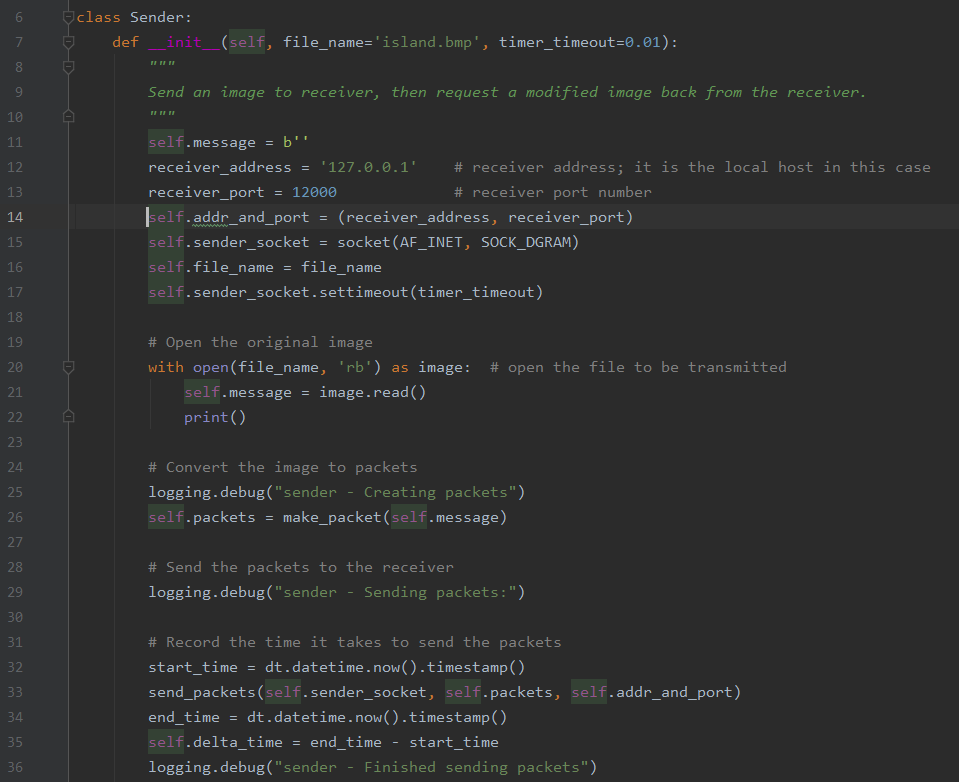 6 class Sender:
7     def __init__(self, file_name='island.bmp', timer_timeout=0.01):
8         """
9         Send an image to receiver, then request a modified image back from the receiver.
10         """
11         self.message = b''
12         receiver_address = '127.0.0.1'    # receiver address; it is the local host in this case
13         receiver_port = 12000             # receiver port number
14         self.addr_and_port = (receiver_address, receiver_port)
15         self.sender_socket = socket(AF_INET, SOCK_DGRAM)
16         self.file_name = file_name
17         self.sender_socket.settimeout(timer_timeout)
18
19         # Open the original image
20         with open(file_name, 'rb') as image:  # open the file to be transmitted
21             self.message = image.read()
22             print()
23
24         # Convert the image to packets
25         logging.debug("sender - Creating packets")
26         self.packets = make_packet(self.message)
27
28         # Send the packets to the receiver
29         logging.debug("sender - Sending packets:")
30
31         # Record the time it takes to send the packets
32         start_time = dt.datetime.now().timestamp()
33         send_packets(self.sender_socket, self.packets, self.addr_and_port)
34         end_time = dt.datetime.now().timestamp()
35         self.delta_time = end_time - start_time
36         logging.debug("sender - Finished sending packets")